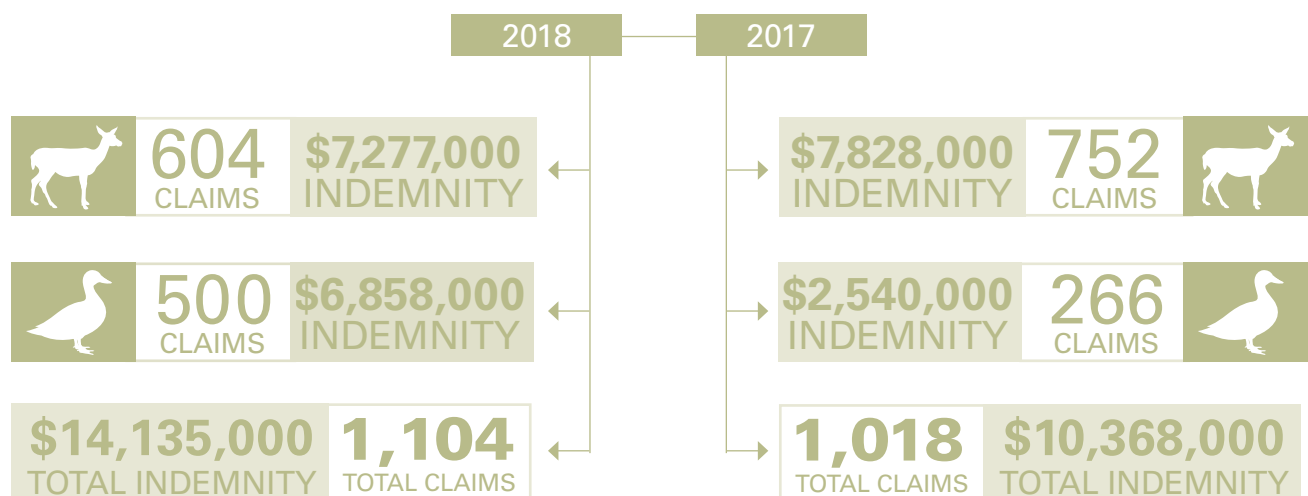 2018
2017
604
CLAIMS
$7,277,000
INDEMNITY
$7,828,000
INDEMNITY
752
CLAIMS
500
CLAIMS
$6,858,000
INDEMNITY
$2,540,000
INDEMNITY
266
CLAIMS
$14,135,000
TOTAL INDEMNITY
1,104
TOTAL CLAIMS
1,018
TOTAL CLAIMS
$10,368,000
TOTAL INDEMNITY